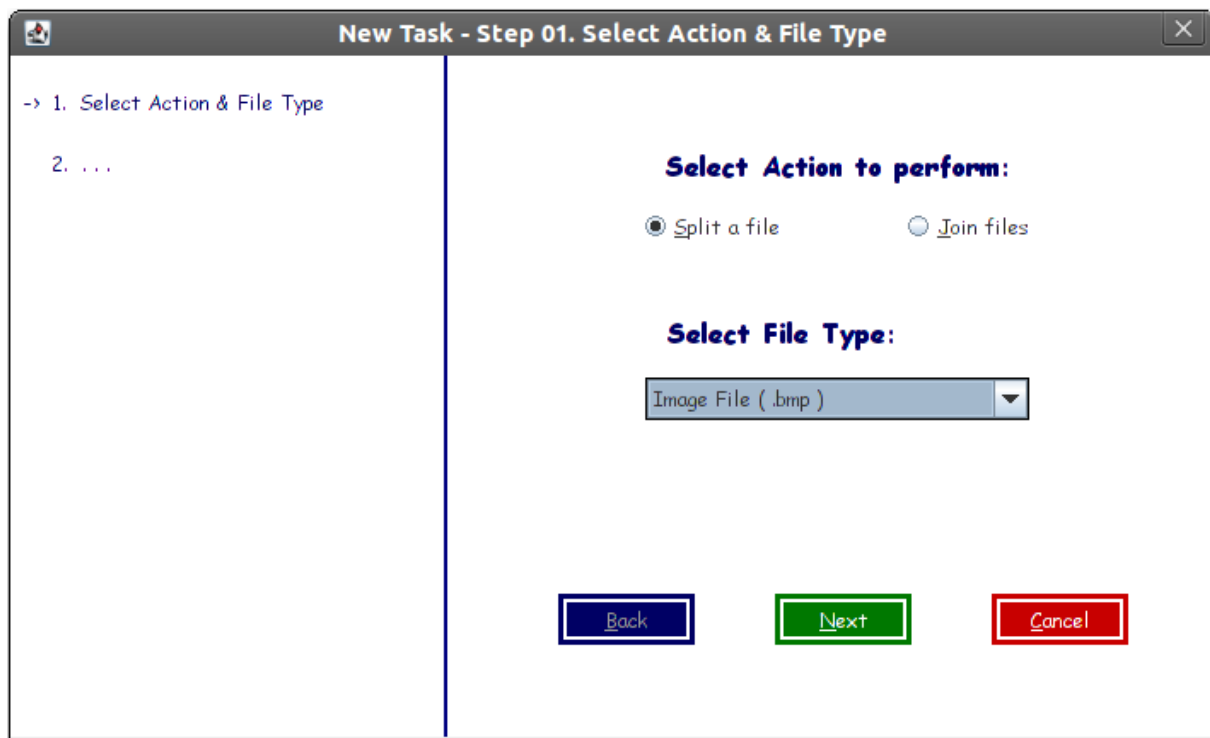 New Task - Step 01. Select Action & File Type
-> 1. Select Action & File Type
2. . . .
Select Action to perform:
Split a file
Join files
Select File Type:
Image File ( .bmp )
Back
Next
Cancel